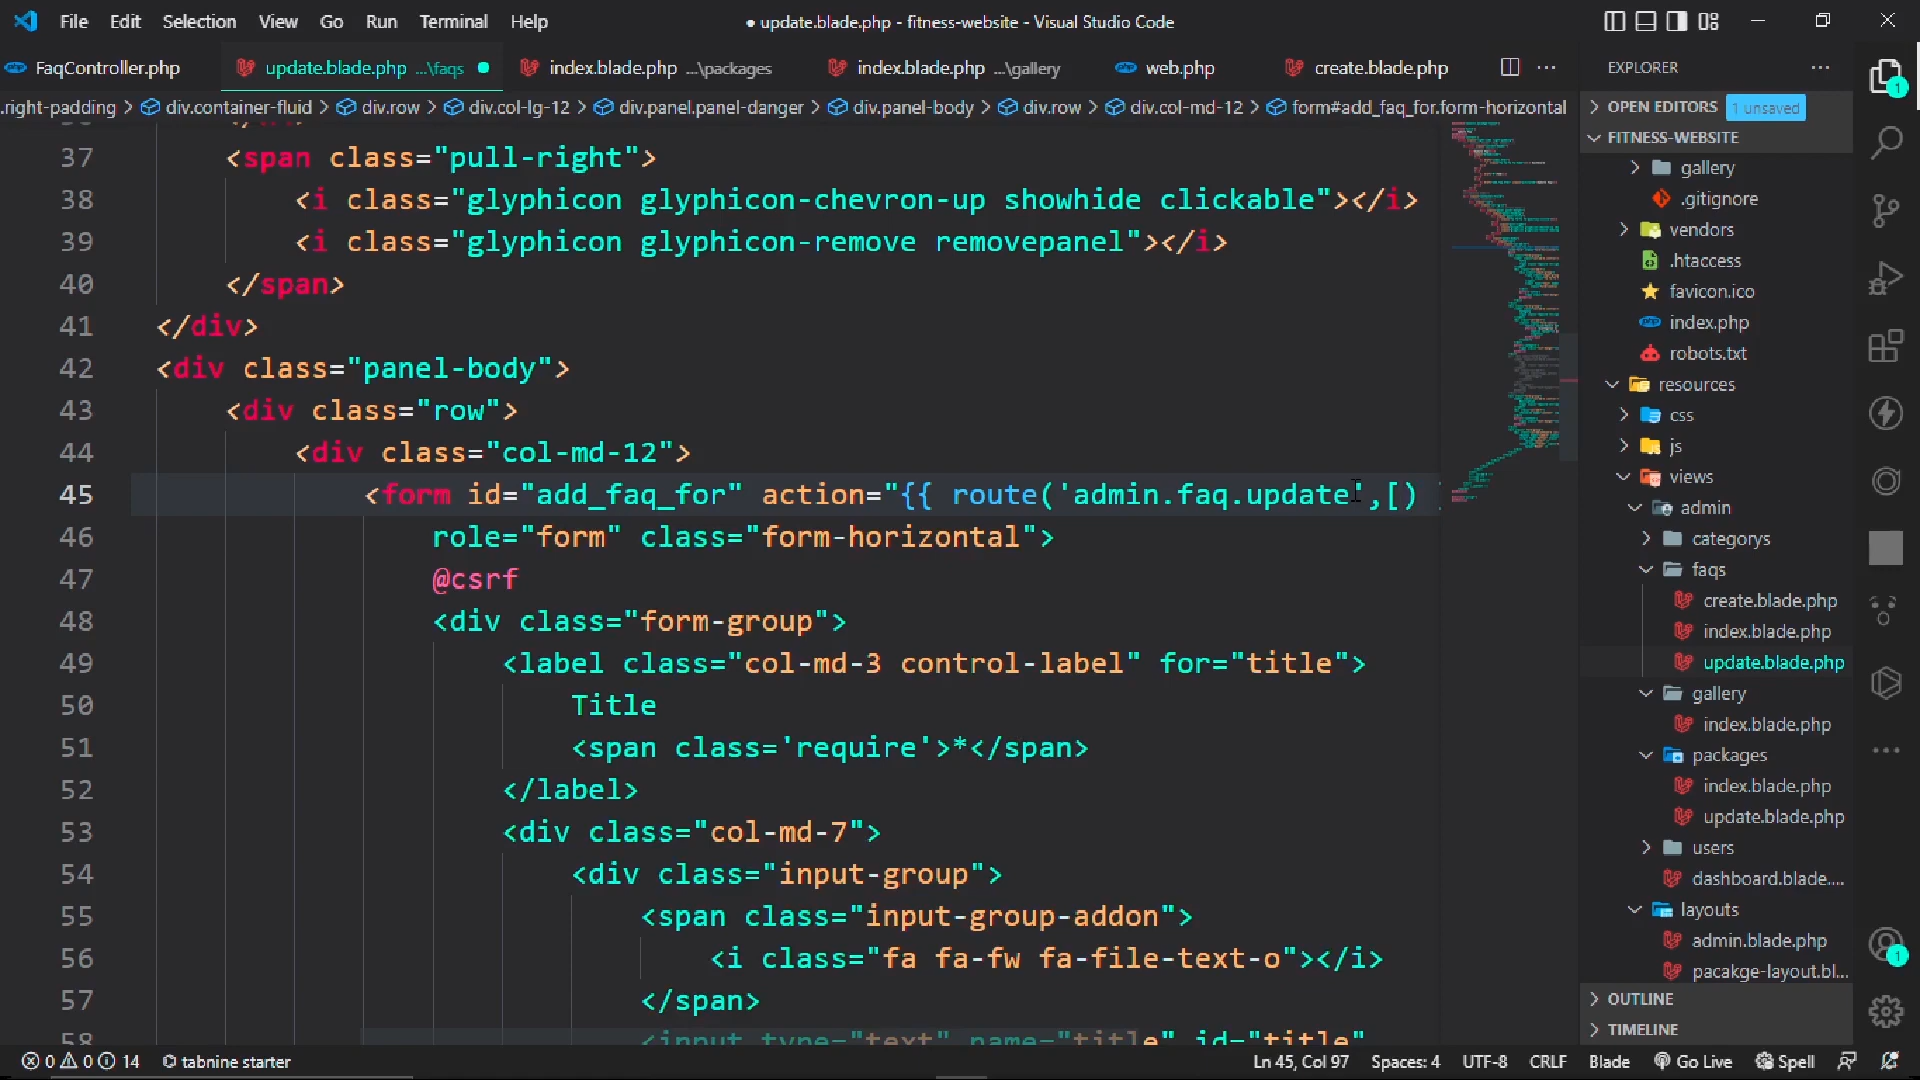 File Edit Selection View Go Run Terminal Help
● update.blade.php - fitness-website - Visual Studio Code
FaqController.php
update.blade.php ...\faqs ●
index.blade.php ...\packages
index.blade.php ...\gallery
web.php
create.blade.php
.right-padding > div.container-fluid > div.row > div.col-lg-12 > div.panel.panel-danger > div.panel-body > div.row > div.col-md-12 > form#add_faq_for.form-horizontal
37 <span class="pull-right">
38 <i class="glyphicon glyphicon-chevron-up showhide clickable"></i>
39 <i class="glyphicon glyphicon-remove removepanel"></i>
40 </span>
41 </div>
42 <div class="panel-body">
43 <div class="row">
44 <div class="col-md-12">
45 <form id="add_faq_for" action="{{ route('admin.faq.update',[)
46 role="form" class="form-horizontal">
47 @csrf
48 <div class="form-group">
49 <label class="col-md-3 control-label" for="title">
50 Title
51 <span class='require'>*</span>
52 </label>
53 <div class="col-md-7">
54 <div class="input-group">
55 <span class="input-group-addon">
56 <i class="fa fa-fw fa-file-text-o"></i>
57 </span>
58 <input type="text" name="title" id="title"
EXPLORER
OPEN EDITORS 1 unsaved
FITNESS-WEBSITE
gallery
.gitignore
vendors
.htaccess
favicon.ico
index.php
robots.txt
resources
css
js
views
admin
categorys
faqs
create.blade.php
index.blade.php
update.blade.php
gallery
index.blade.php
packages
index.blade.php
update.blade.php
users
dashboard.blade....
layouts
admin.blade.php
pacakge-layout.bl...
OUTLINE
TIMELINE
1
1
0 0 14 tabnine starter
Ln 45, Col 97 Spaces: 4 UTF-8 CRLF Blade Go Live Spell